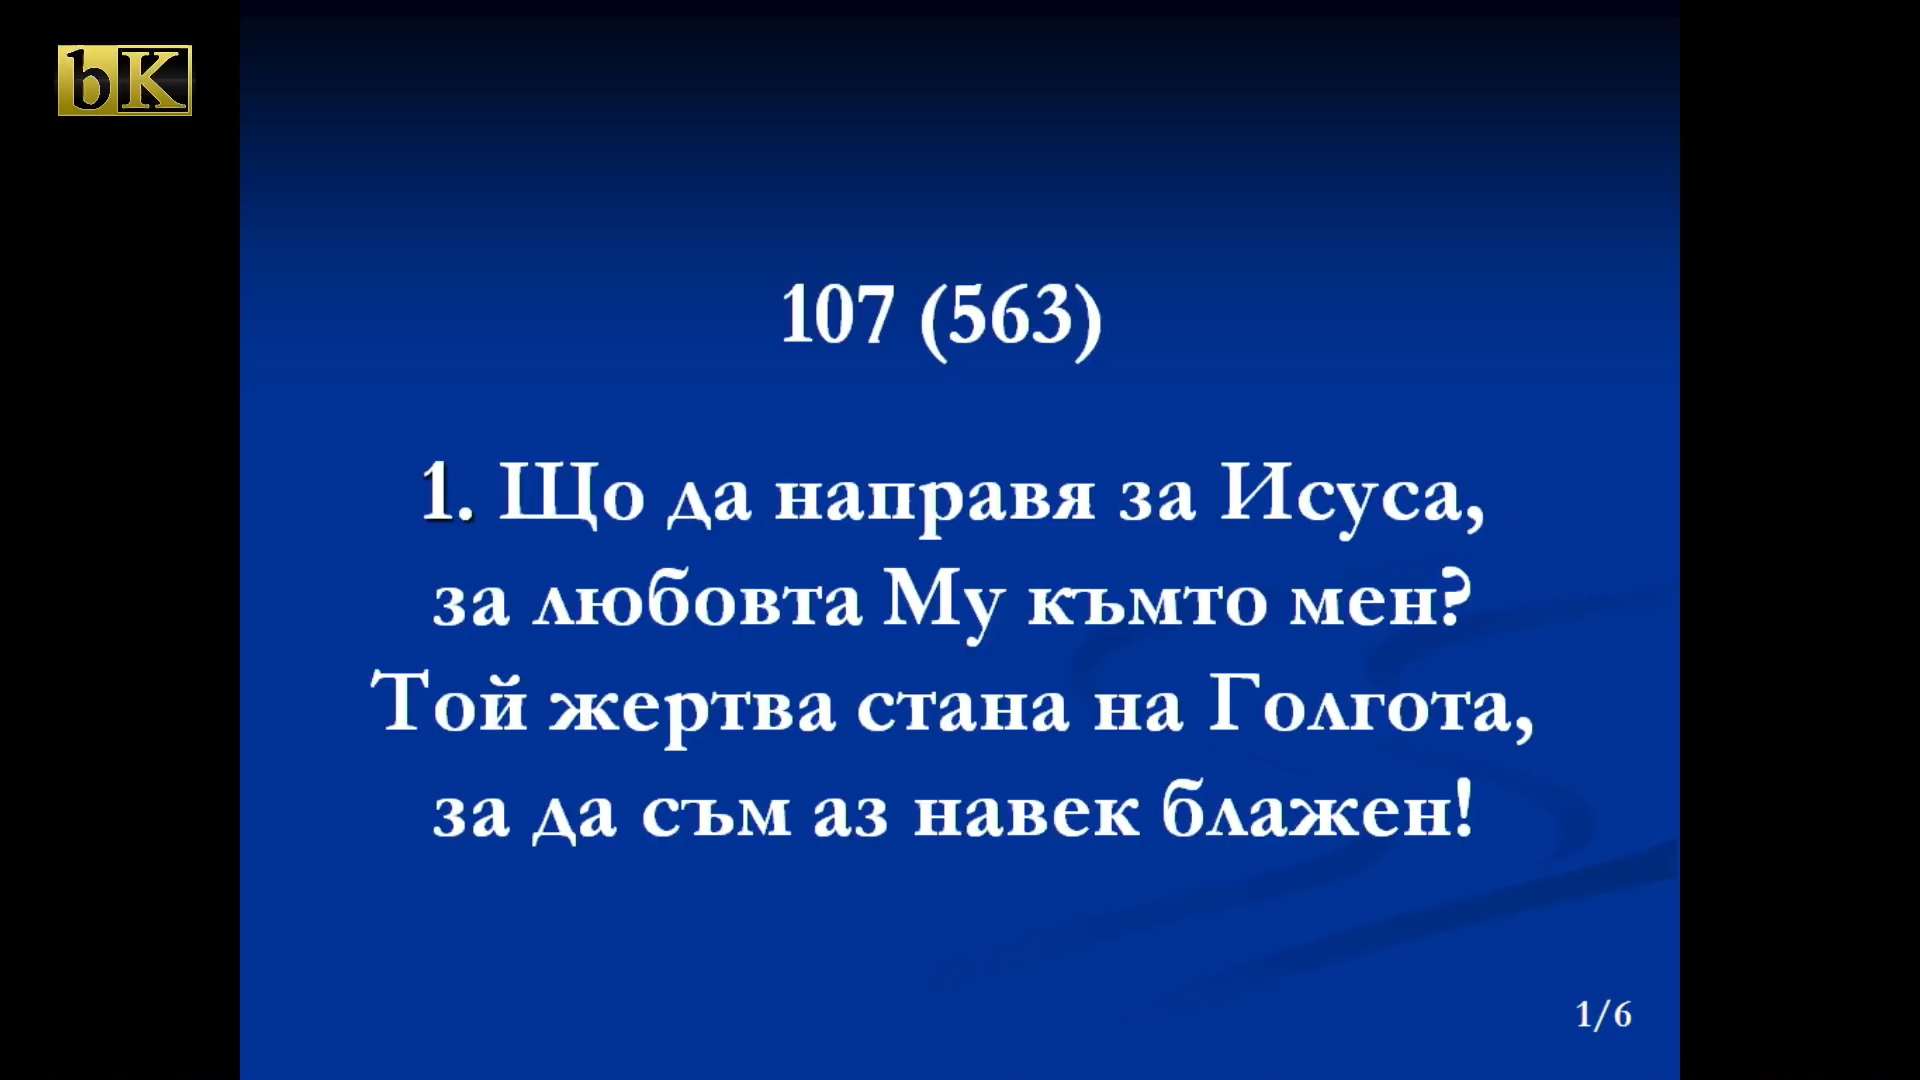 bK
107 (563)
1. Що да направя за Исуса,
за любовта Му към‌то мен?
Той жертва стана на Голгота,
за да съм аз навек блажен!
1/6